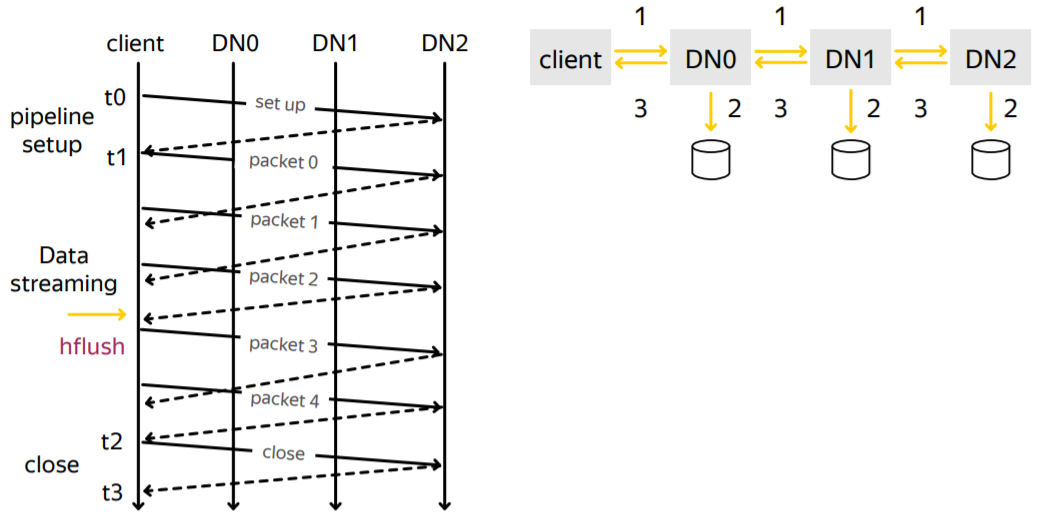 client DN0 DN1 DN2
t0
set up
pipeline
setup
t1
packet 0
packet 1
Data
streaming
packet 2
hflush
packet 3
packet 4
t2
close
close
t3
1 1 1
client DN0 DN1 DN2
3 2 3 2 3 2